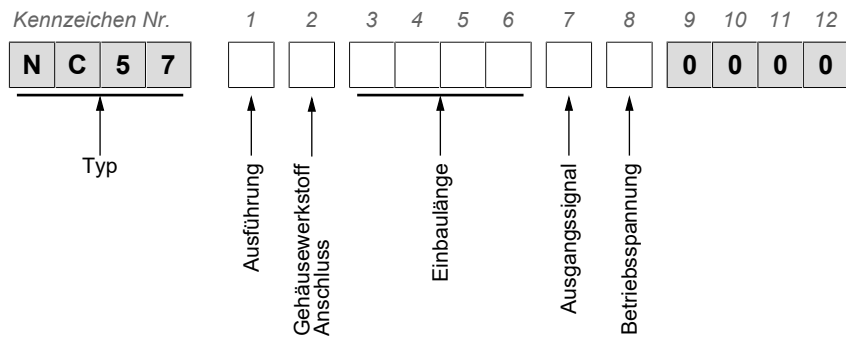 Kennzeichen Nr. 1 2 3 4 5 6 7 8 9 10 11 12
N C 5 7 0 0 0 0
Typ
Ausführung
Gehäusewerkstoff
Anschluss
Einbaulänge
Ausgangssignal
Betriebsspannung